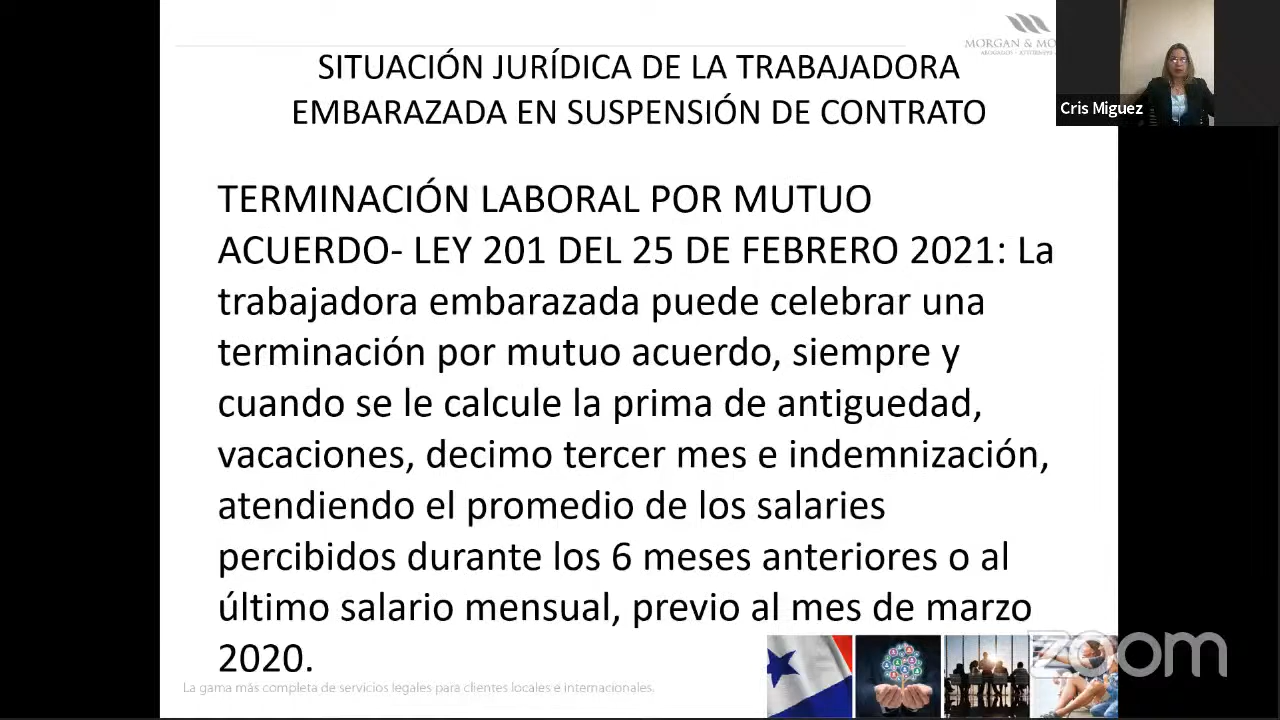 MORGAN & MO
SITUACIÓN JURÍDICA DE LA TRABAJADORA
EMBARAZADA EN SUSPENSIÓN DE CONTRATO
Cris Miguez
TERMINACIÓN LABORAL POR MUTUO
ACUERDO- LEY 201 DEL 25 DE FEBRERO 2021: La
trabajadora embarazada puede celebrar una
terminación por mutuo acuerdo, siempre y
cuando se le calcule la prima de antiguedad,
vacaciones, decimo tercer mes e indemnización,
atendiendo el promedio de los salaries
percibidos durante los 6 meses anteriores o al
último salario mensual, previo al mes de marzo
2020.
La gama más completa de servicios legales para clientes locales e internacionales.
zoom